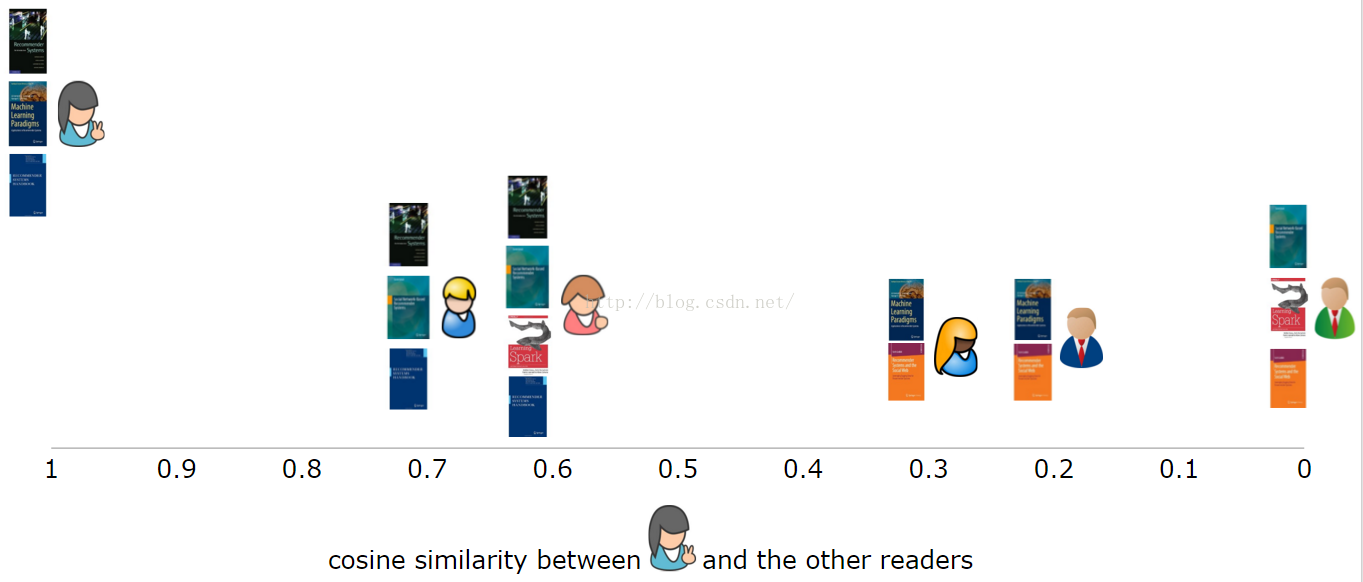 Recommender
Systems
Machine
Learning
Paradigms
RECOMMENDER
SYSTEMS
HANDBOOK
Recommender
Systems
Social Network-Based
Recommender
Systems
RECOMMENDER
SYSTEMS
HANDBOOK
Recommender
Systems
Social Network-Based
Recommender
Systems
Learning
Spark
RECOMMENDER
SYSTEMS
HANDBOOK
http://blog.csdn.net/
Machine
Learning
Paradigms
Recommendation
Systems and the
Social Web
Machine
Learning
Paradigms
Recommendation
Systems and the
Social Web
Social Network-Based
Recommender
Systems
Learning
Spark
Recommendation
Systems and the
Social Web
1 0.9 0.8 0.7 0.6 0.5 0.4 0.3 0.2 0.1 0
cosine similarity between and the other readers